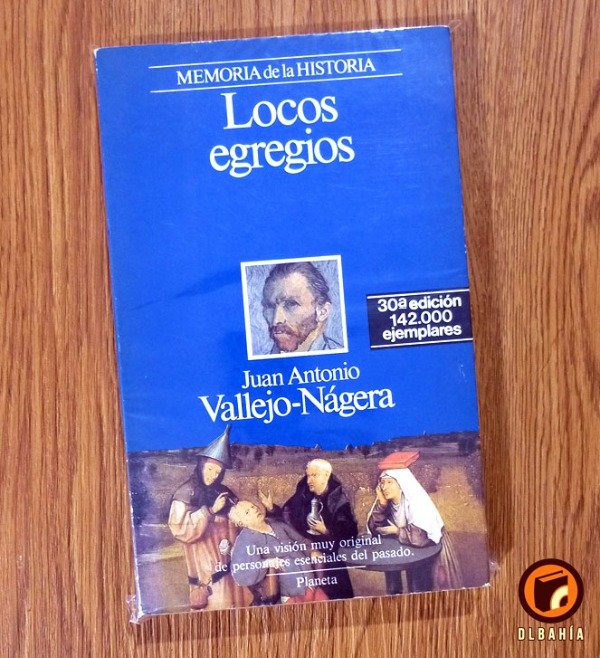 MEMORIA de la HISTORIA
Locos
egregios
30ª edición
142.000
ejemplares
Juan Antonio
Vallejo-Nágera
Una visión muy original
de personajes esenciales del pasado.
Planeta
DLBAHÍA